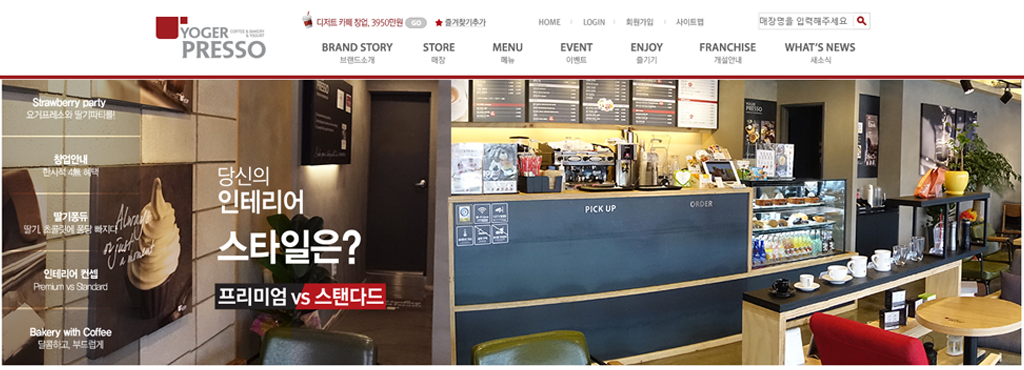 YOGER COFFEE & BAKERY & YOGURT
PRESSO
디저트 카페 창업, 3950만원 GO ★ 즐겨찾기추가
HOME LOGIN 회원가입 사이트맵
매장명을 입력해주세요
BRAND STORY STORE MENU EVENT ENJOY FRANCHISE WHAT'S NEWS
브랜드소개 매장 메뉴 이벤트 즐기기 개설안내 새소식
Strawberry party
요거프레소와 딸기파티를!
창업안내
한시적 4無 혜택
딸기퐁듀
딸기, 초콜릿에 퐁당 빠지다
인테리어 컨셉
Premium vs Standard
Bakery with Coffee
달콤하고, 부드럽게
Always
or just
a moment
당신의
인테리어
스타일은?
프리미엄 vs 스탠다드
PRESSO
PICK UP ORDER
YOGER
PRESSO